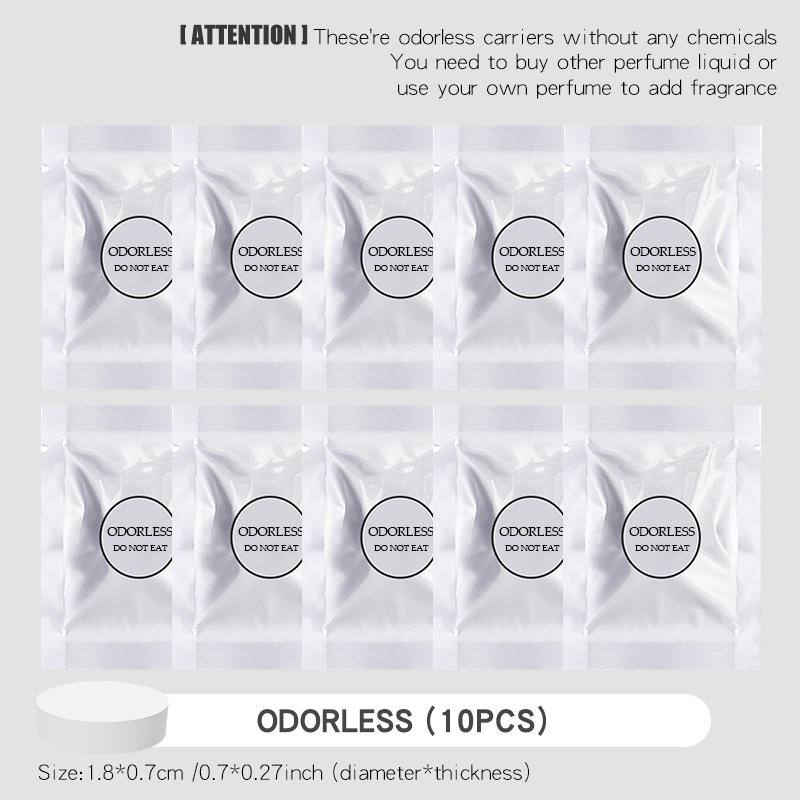 [ ATTENTION ] These're odorless carriers without any chemicals
You need to buy other perfume liquid or
use your own perfume to add fragrance
ODORLESS ODORLESS ODORLESS ODORLESS ODORLESS
DO NOT EAT DO NOT EAT DO NOT EAT DO NOT EAT DO NOT EAT
ODORLESS ODORLESS ODORLESS ODORLESS ODORLESS
DO NOT EAT DO NOT EAT DO NOT EAT DO NOT EAT DO NOT EAT
ODORLESS (10PCS)
Size:1.8*0.7cm /0.7*0.27inch (diameter*thickness)